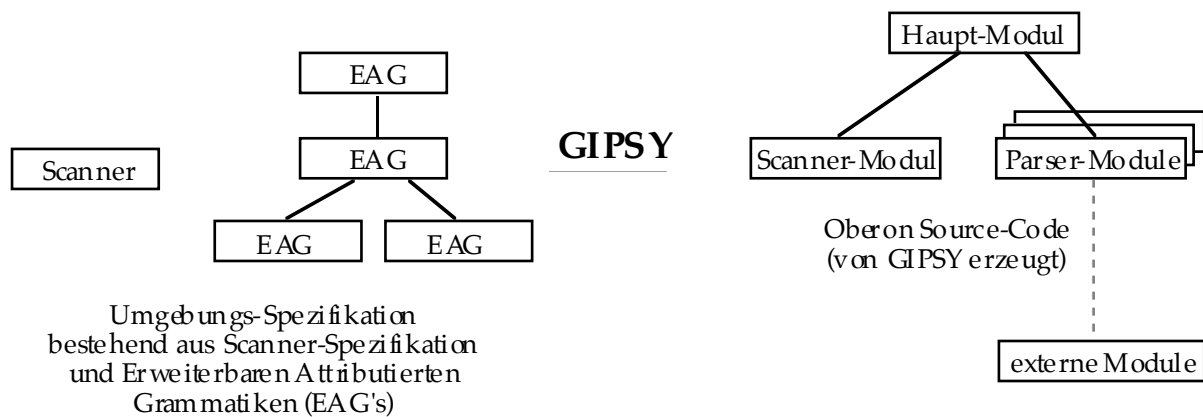 Scanner
EAG
EAG
EAG
EAG
Umgebungs-Spezifikation
bestehend aus Scanner-Spezifikation
und Erweiterbaren Attributierten
Grammatiken (EAG's)
GIPSY
Haupt-Modul
Scanner-Modul
Parser-Module
Oberon Source-Code
(von GIPSY erzeugt)
externe Module